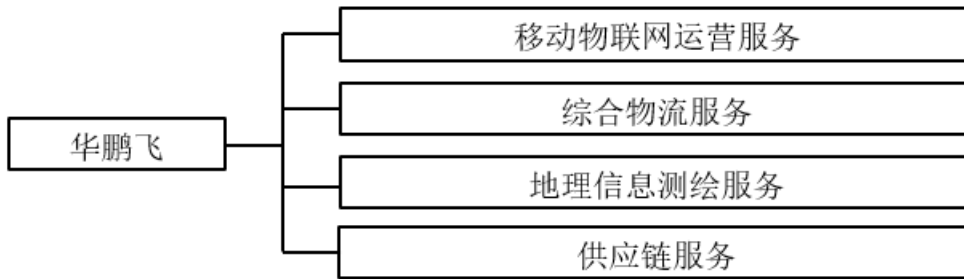 移动物联网运营服务
综合物流服务
华鹏飞
地理信息测绘服务
供应链服务